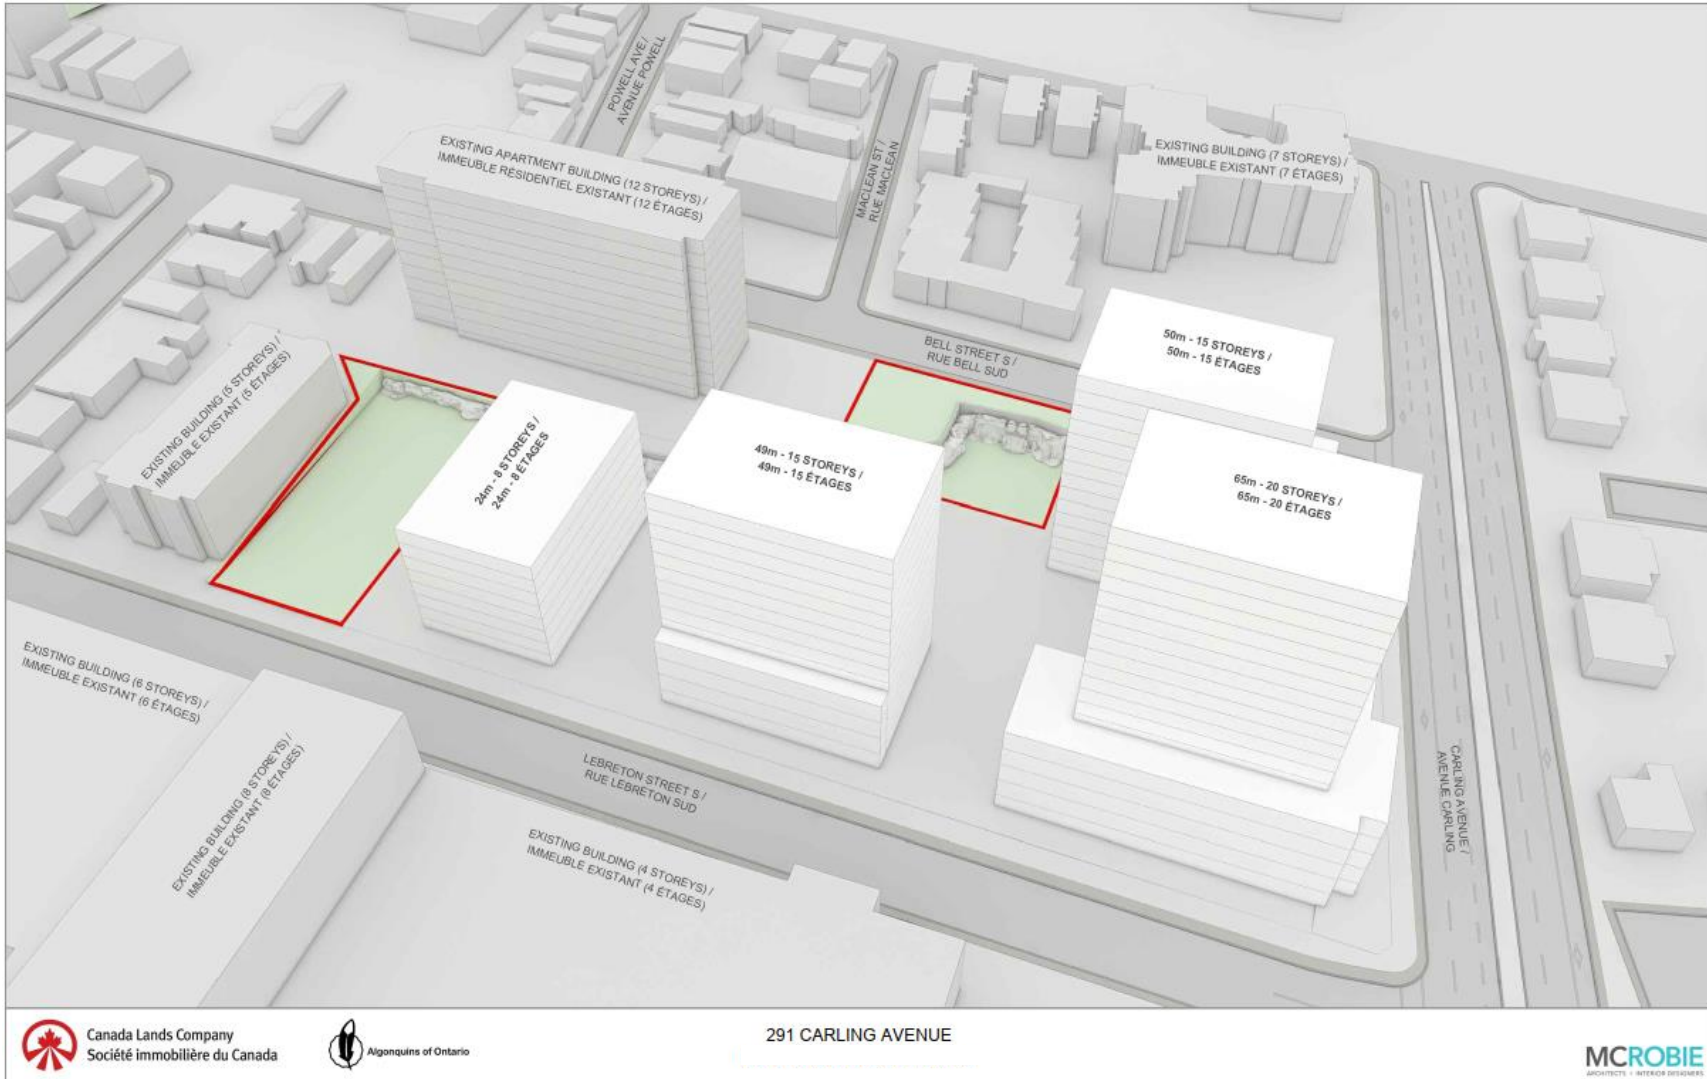 POWELL AVE /
AVENUE POWELL
EXISTING APARTMENT BUILDING (12 STOREYS) /
IMMEUBLE RÉSIDENTIEL EXISTANT (12 ÉTAGES)
MACLEAN ST /
RUE MACLEAN
EXISTING BUILDING (7 STOREYS) /
IMMEUBLE EXISTANT (7 ÉTAGES)
EXISTING BUILDING (5 STOREYS) /
IMMEUBLE EXISTANT (5 ÉTAGES)
BELL STREET S /
RUE BELL SUD
50m - 15 STOREYS /
50m - 15 ÉTAGES
24m - 8 STOREYS /
24m - 8 ÉTAGES
49m - 15 STOREYS /
49m - 15 ÉTAGES
65m - 20 STOREYS /
65m - 20 ÉTAGES
EXISTING BUILDING (6 STOREYS) /
IMMEUBLE EXISTANT (6 ÉTAGES)
EXISTING BUILDING (8 STOREYS) /
IMMEUBLE EXISTANT (8 ÉTAGES)
LEBRETON STREET S /
RUE LEBRETON SUD
EXISTING BUILDING (4 STOREYS) /
IMMEUBLE EXISTANT (4 ÉTAGES)
CARLING AVENUE /
AVENUE CARLING
Canada Lands Company
Société immobilière du Canada
Algonquins of Ontario
291 CARLING AVENUE
MCROBIE
ARCHITECTS + INTERIOR DESIGNERS